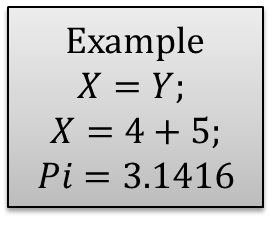 Example
X = Y;
X = 4 + 5;
Pi = 3.1416